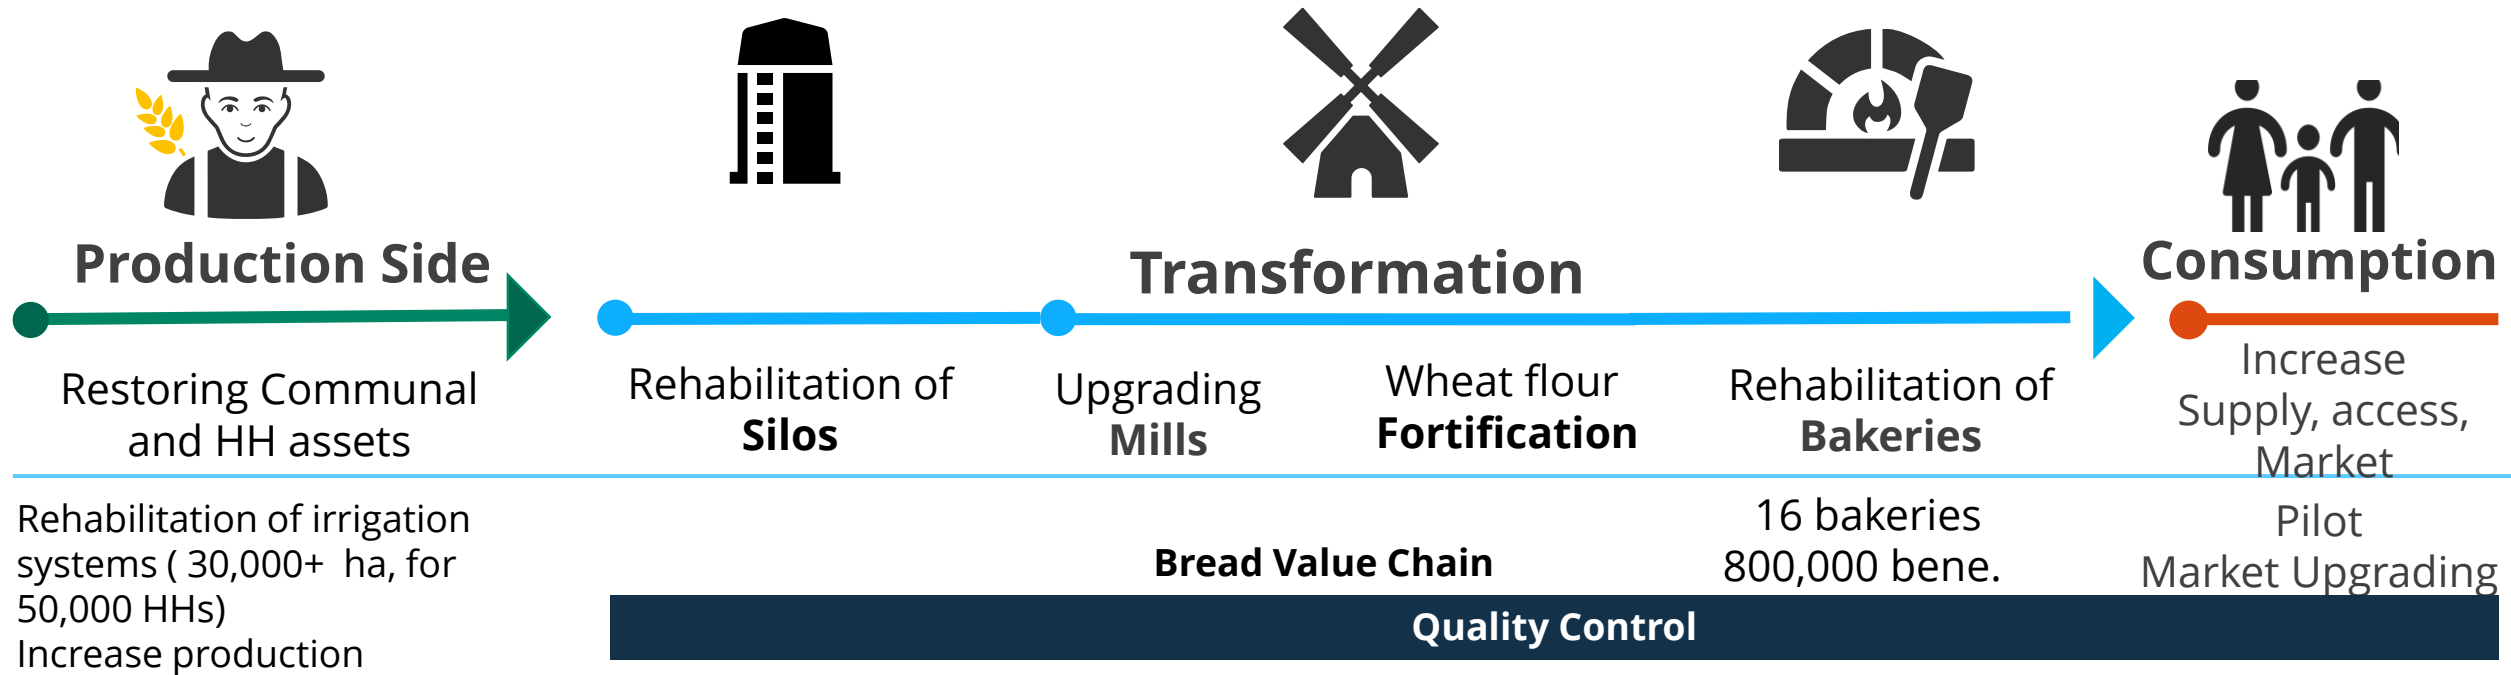 Production Side
Transformation
Consumption
Restoring Communal
and HH assets
Rehabilitation of
Silos
Upgrading
Mills
Wheat flour
Fortification
Rehabilitation of
Bakeries
Increase
Supply, access,
Market
Rehabilitation of irrigation
systems ( 30,000+ ha, for
50,000 HHs)
Increase production
Bread Value Chain
16 bakeries
800,000 bene.
Pilot
Market Upgrading
Quality Control